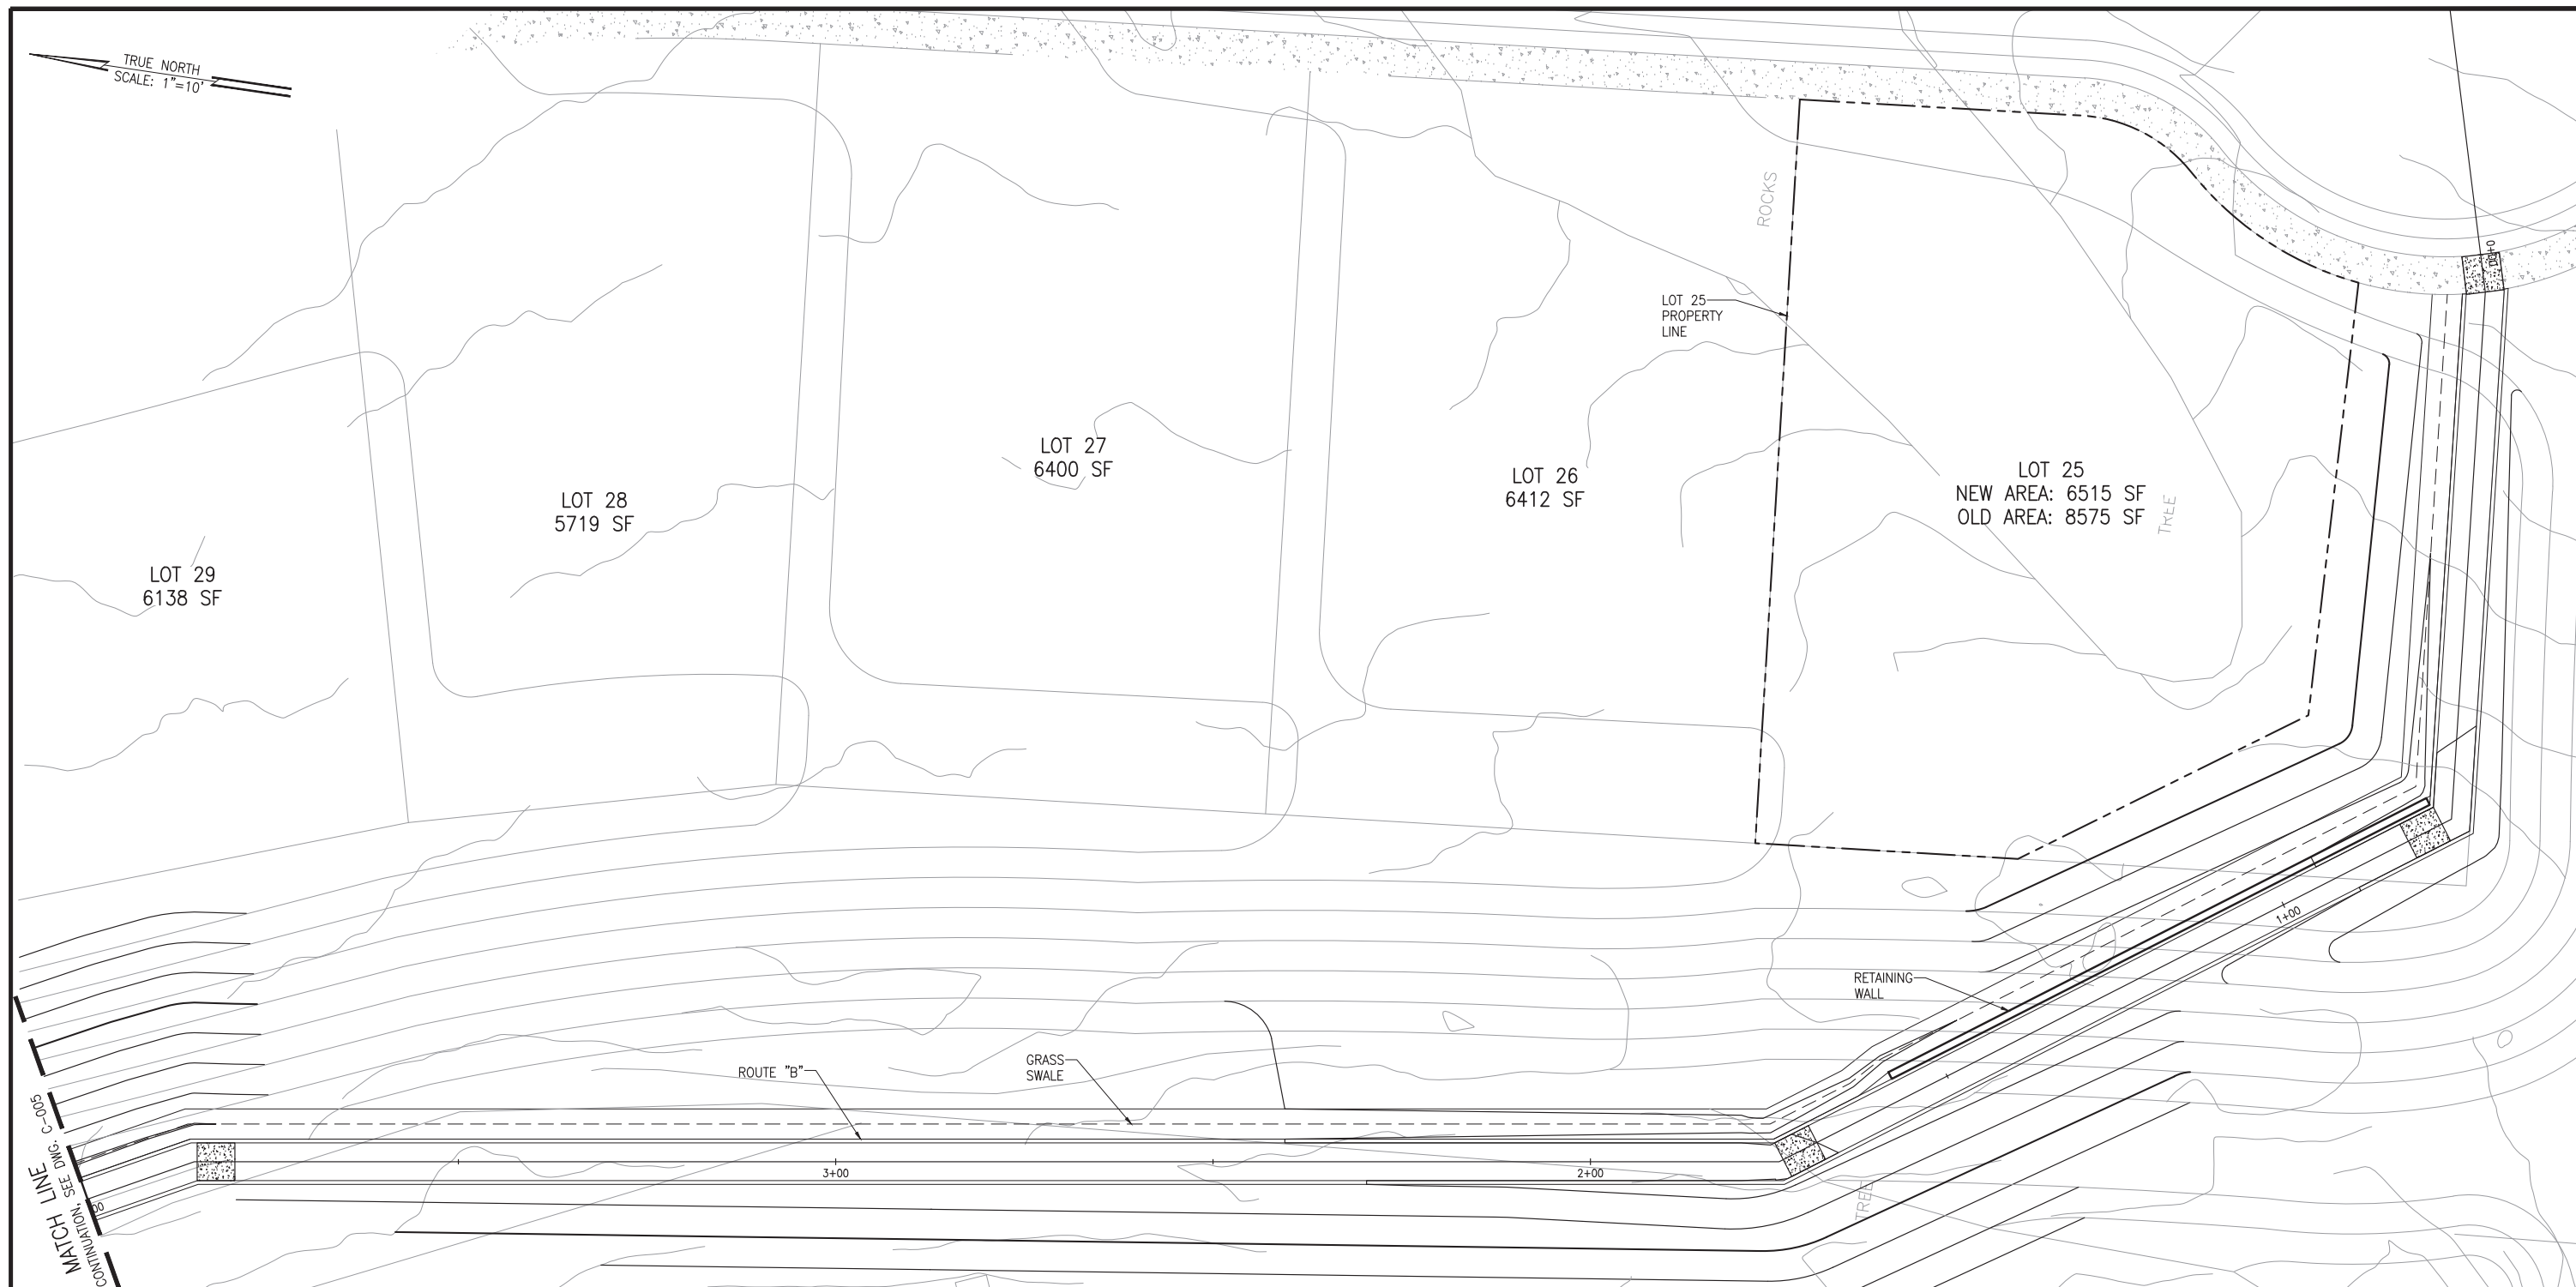 TRUE NORTH
SCALE: 1"=10'
ROCKS
0+00
LOT 25
PROPERTY
LINE
LOT 27
6400 SF
LOT 26
6412 SF
LOT 25
NEW AREA: 6515 SF
OLD AREA: 8575 SF
TREE
LOT 28
5719 SF
LOT 29
6138 SF
1+00
RETAINING
WALL
GRASS
SWALE
ROUTE "B"
3+00
2+00
TREE
MATCH LINE
CONTINUATION, SEE DWG. C-005